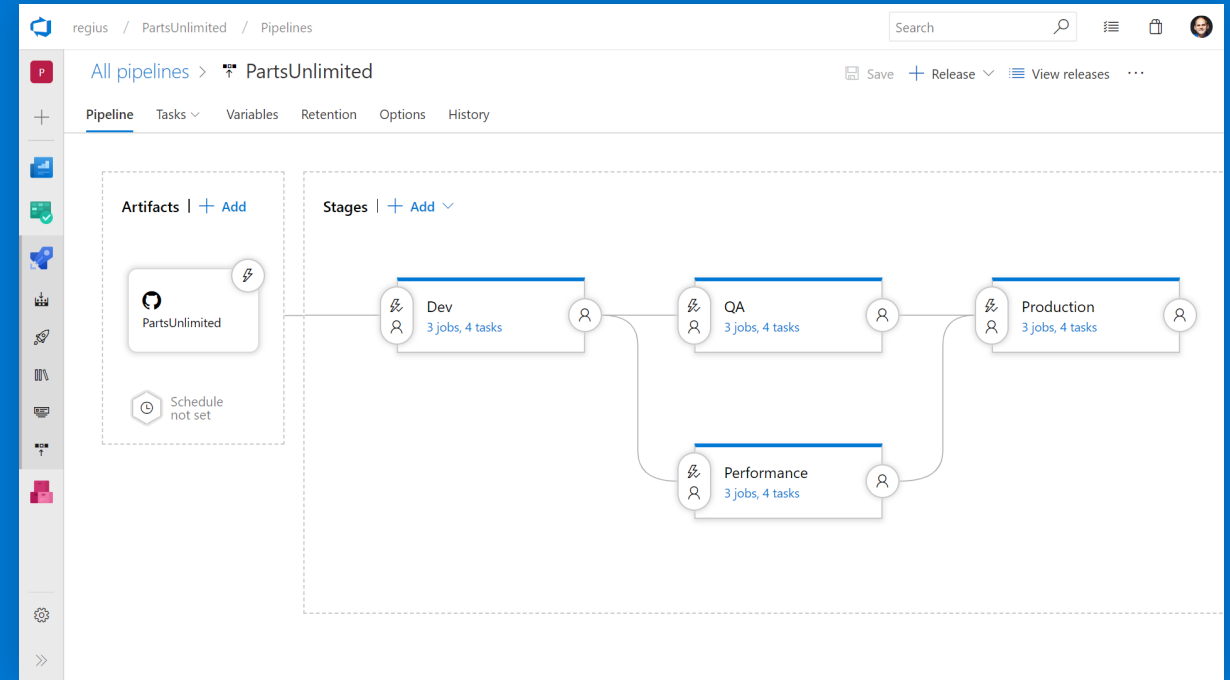 regius / PartsUnlimited / Pipelines
Search
P
All pipelines > PartsUnlimited
Save
Release
View releases
Pipeline
Tasks
Variables
Retention
Options
History
Artifacts | + Add
Stages | + Add
PartsUnlimited
Schedule
not set
Dev
3 jobs, 4 tasks
QA
3 jobs, 4 tasks
Production
3 jobs, 4 tasks
Performance
3 jobs, 4 tasks